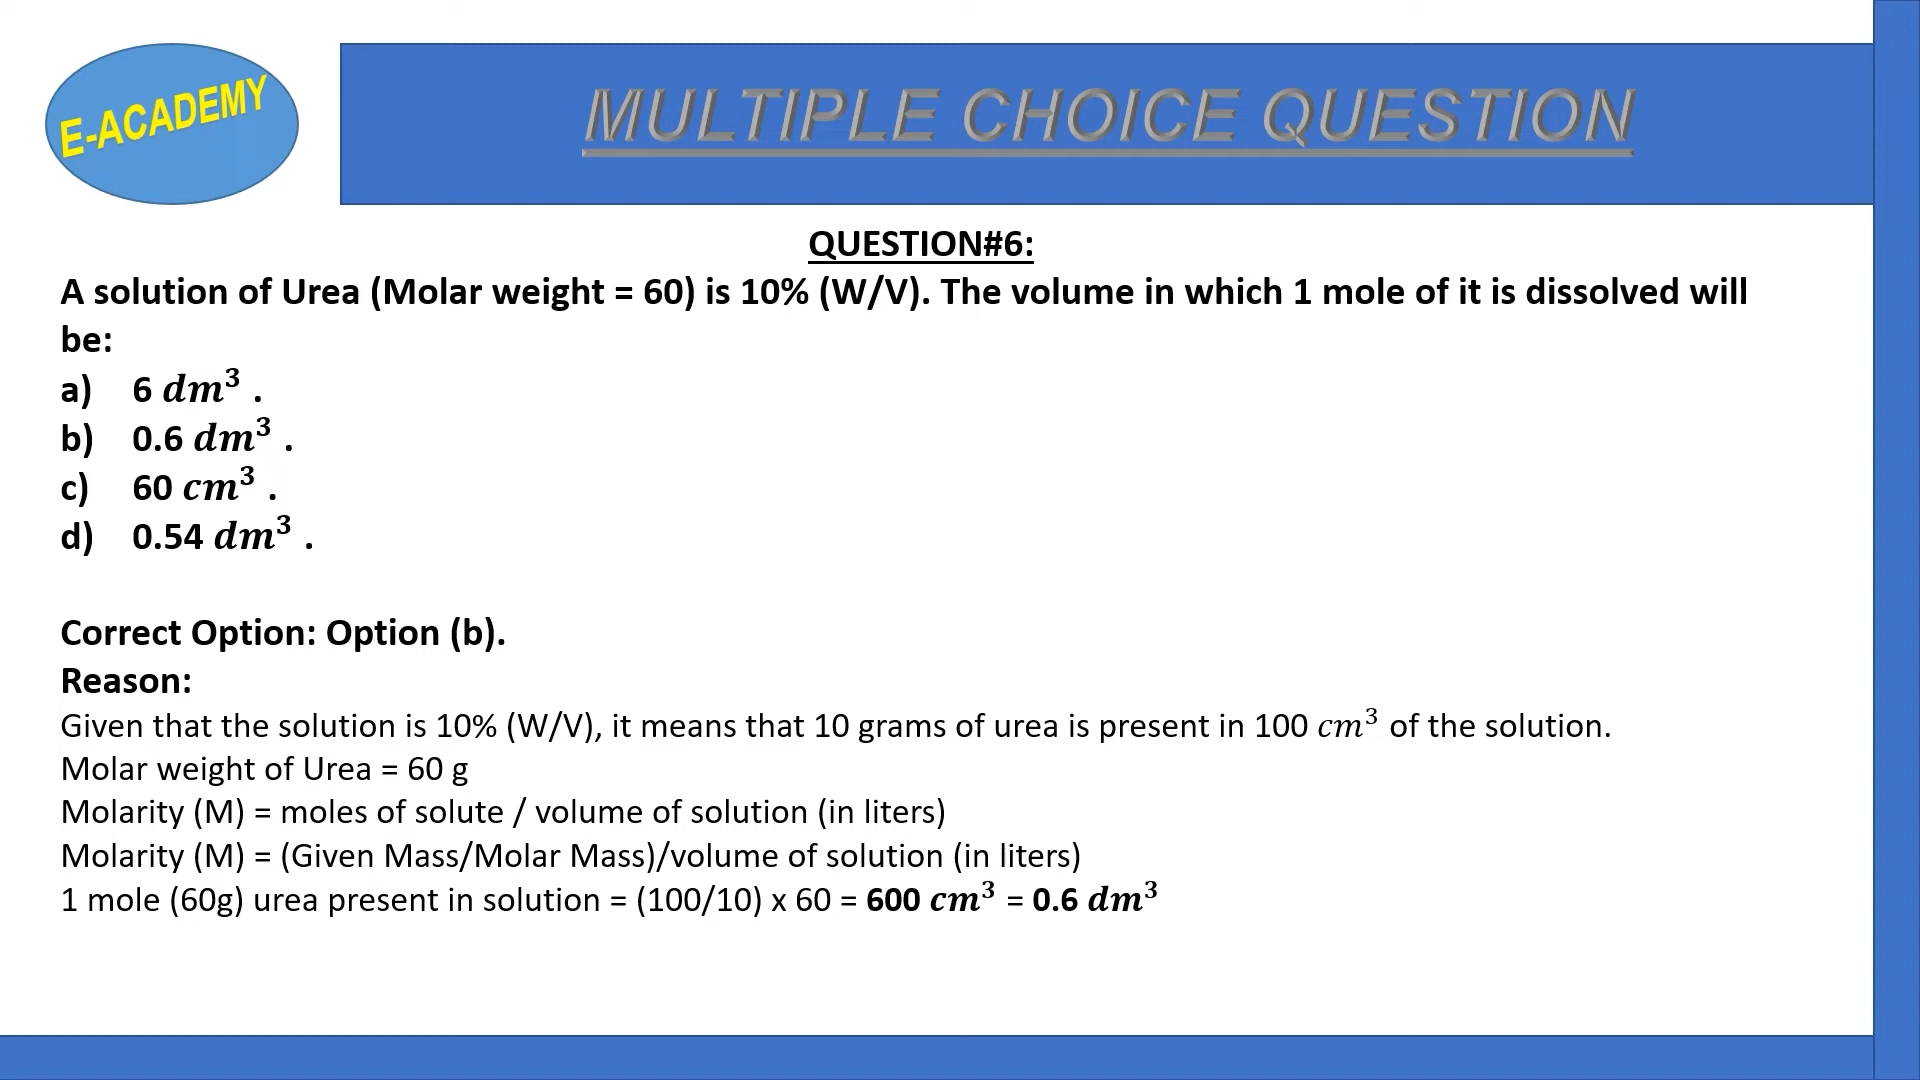 E-ACADEMY
MULTIPLE CHOICE QUESTION
QUESTION#6:
A solution of Urea (Molar weight = 60) is 10% (W/V). The volume in which 1 mole of it is dissolved will
be:
a) 6 dm³ .
b) 0.6 dm³ .
c) 60 cm³ .
d) 0.54 dm³ .
Correct Option: Option (b).
Reason:
Given that the solution is 10% (W/V), it means that 10 grams of urea is present in 100 cm³ of the solution.
Molar weight of Urea = 60 g
Molarity (M) = moles of solute / volume of solution (in liters)
Molarity (M) = (Given Mass/Molar Mass)/volume of solution (in liters)
1 mole (60g) urea present in solution = (100/10) x 60 = 600 cm³ = 0.6 dm³